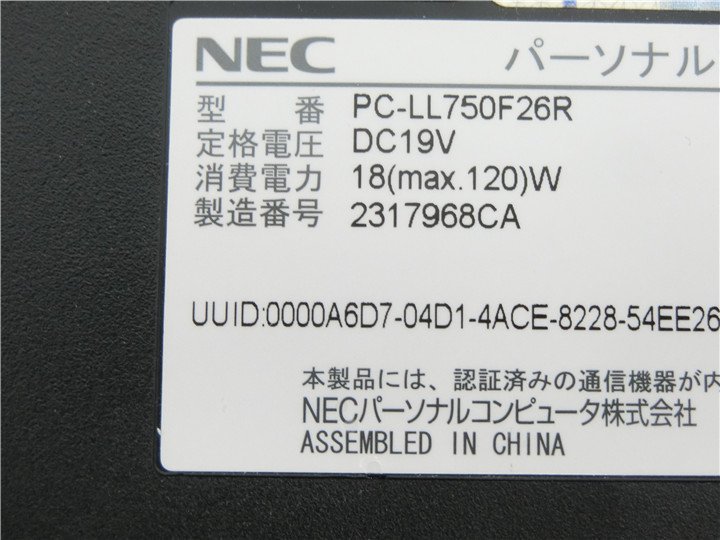 NEC パーソナル
型 番 PC-LL750F26R
定格電圧 DC19V
消費電力 18(max.120)W
製造番号 2317968CA
UUID:0000A6D7-04D1-4ACE-8228-54EE26
本製品には、認証済みの通信機器が内
NECパーソナルコンピュータ株式会社
ASSEMBLED IN CHINA